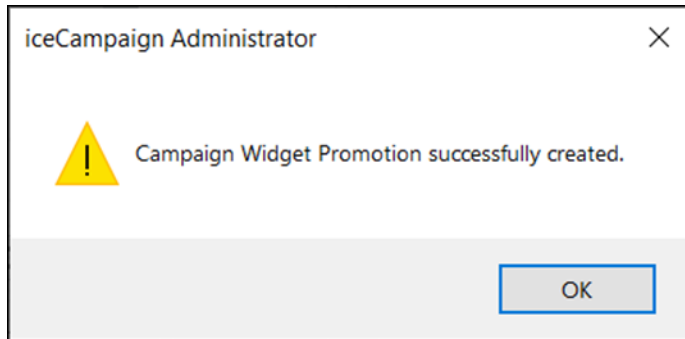 iceCampaign Administrator
Campaign Widget Promotion successfully created.
OK